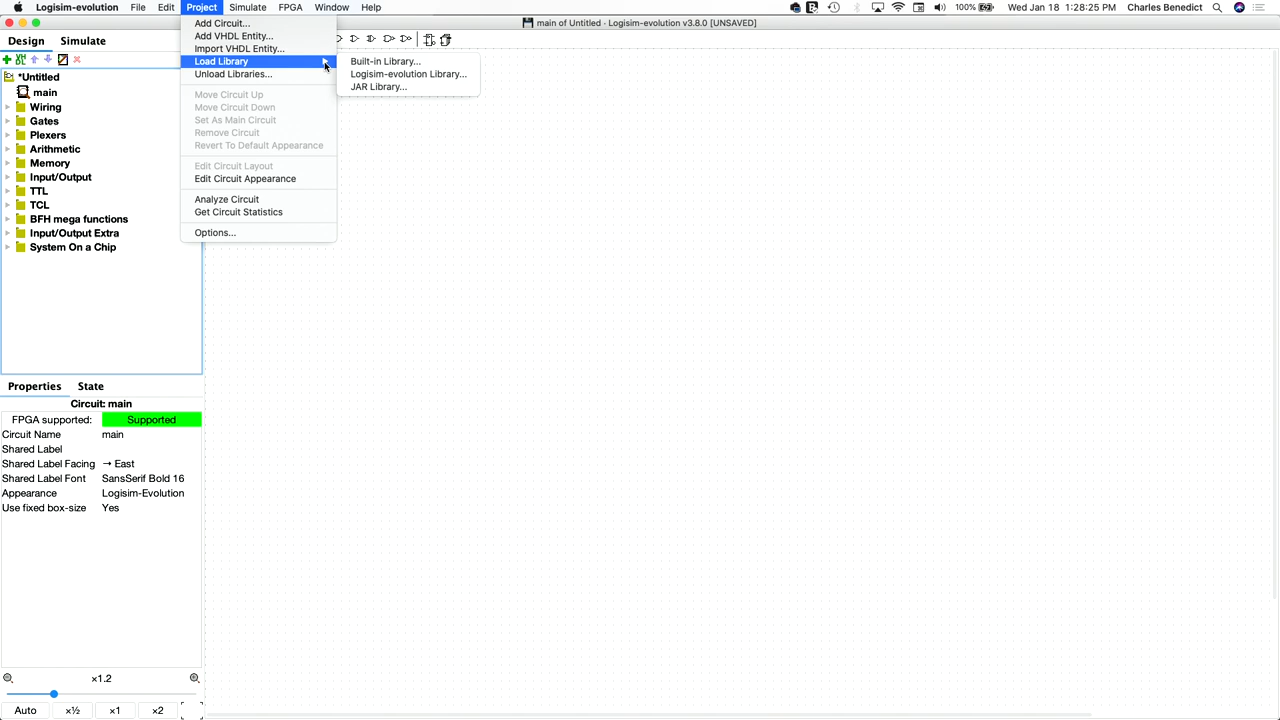 Logisim-evolution File Edit Project Simulate FPGA Window Help 100% Wed Jan 18 1:28:25 PM Charles Benedict
main of Untitled · Logisim-evolution v3.8.0 [UNSAVED]
Design Simulate
*Untitled
main
Wiring
Gates
Plexers
Arithmetic
Memory
Input/Output
TTL
TCL
BFH mega functions
Input/Output Extra
System On a Chip
Add Circuit...
Add VHDL Entity...
Import VHDL Entity...
Load Library
Unload Libraries...
Move Circuit Up
Move Circuit Down
Set As Main Circuit
Remove Circuit
Revert To Default Appearance
Edit Circuit Layout
Edit Circuit Appearance
Analyze Circuit
Get Circuit Statistics
Options...
Built-in Library...
Logisim-evolution Library...
JAR Library...
Properties State
Circuit: main
FPGA supported: Supported
Circuit Name main
Shared Label
Shared Label Facing → East
Shared Label Font SansSerif Bold 16
Appearance Logisim-Evolution
Use fixed box-size Yes
×1.2
Auto ×½ ×1 ×2